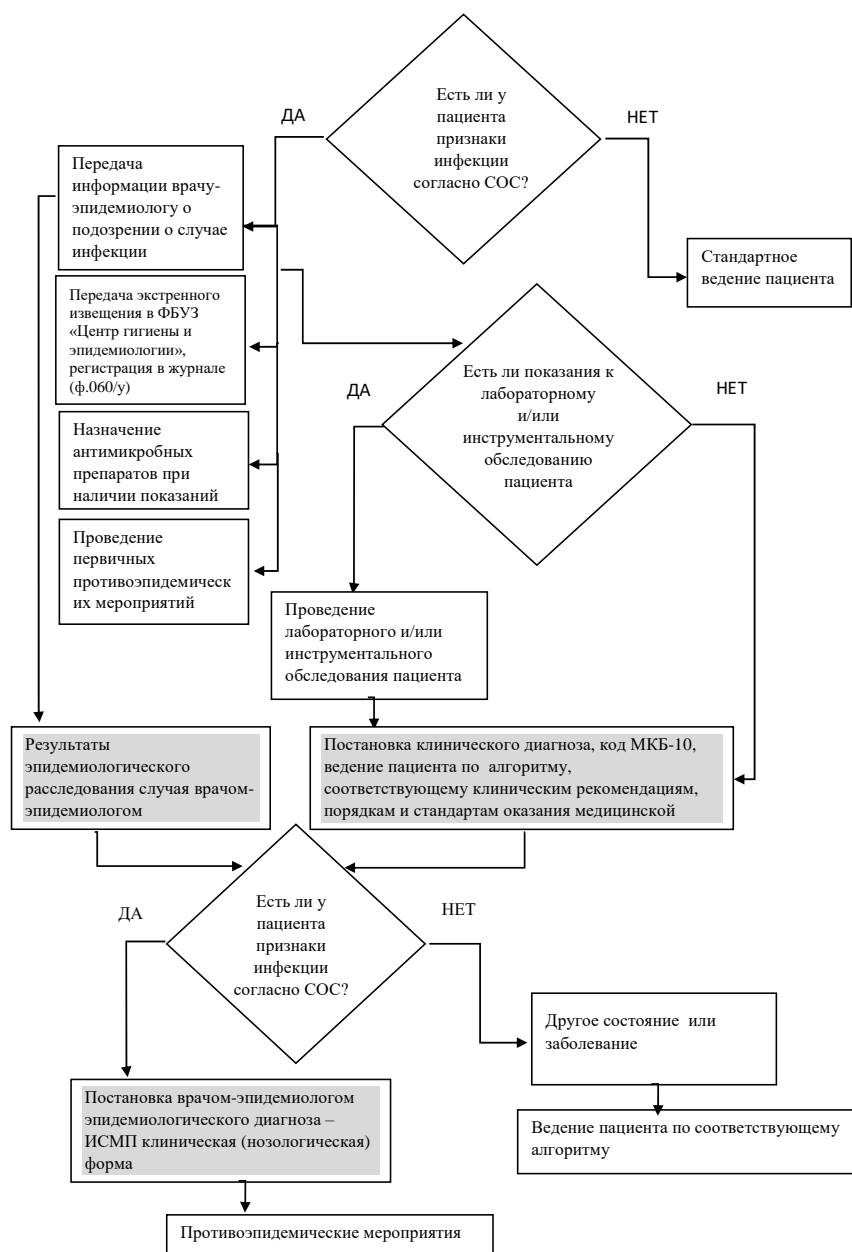 Есть ли у
пациента
признаки
инфекции
согласно СОС?
ДА
НЕТ
Передача
информации врачу-
эпидемиологу о
подозрении о случае
инфекции
Стандартное
ведение пациента
Передача экстренного
извещения в ФБУЗ
«Центр гигиены и
эпидемиологии»,
регистрация в журнале
(ф.060/у)
Есть ли показания к
лабораторному
и/или
инструментальному
обследованию
пациента
ДА
НЕТ
Назначение
антимикробных
препаратов при
наличии показаний
Проведение
первичных
противоэпидемическ
их мероприятий
Проведение
лабораторного и/или
инструментального
обследования пациента
Результаты
эпидемиологического
расследования случая врачом-
эпидемиологом
Постановка клинического диагноза, код МКБ-10,
ведение пациента по алгоритму,
соответствующему клиническим рекомендациям,
порядкам и стандартам оказания медицинской
Есть ли у
пациента
признаки
инфекции
согласно СОС?
ДА
НЕТ
Другое состояние или
заболевание
Постановка врачом-эпидемиологом
эпидемиологического диагноза –
ИСМП клиническая (нозологическая)
форма
Ведение пациента по соответствующему
алгоритму
Противоэпидемические мероприятия